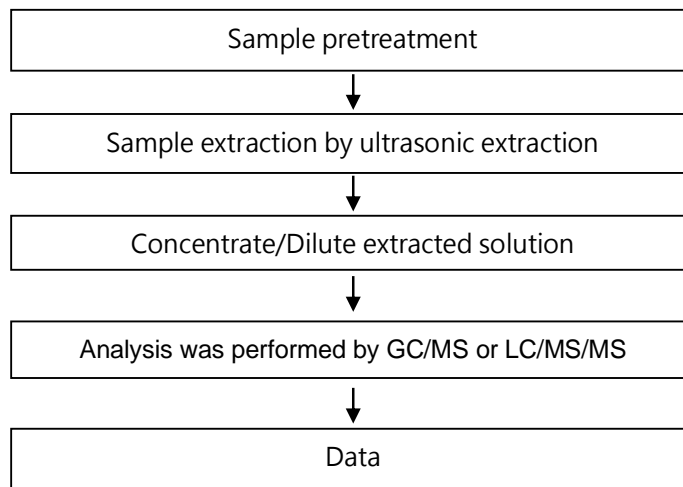 Sample pretreatment
Sample extraction by ultrasonic extraction
Concentrate/Dilute extracted solution
Analysis was performed by GC/MS or LC/MS/MS
Data